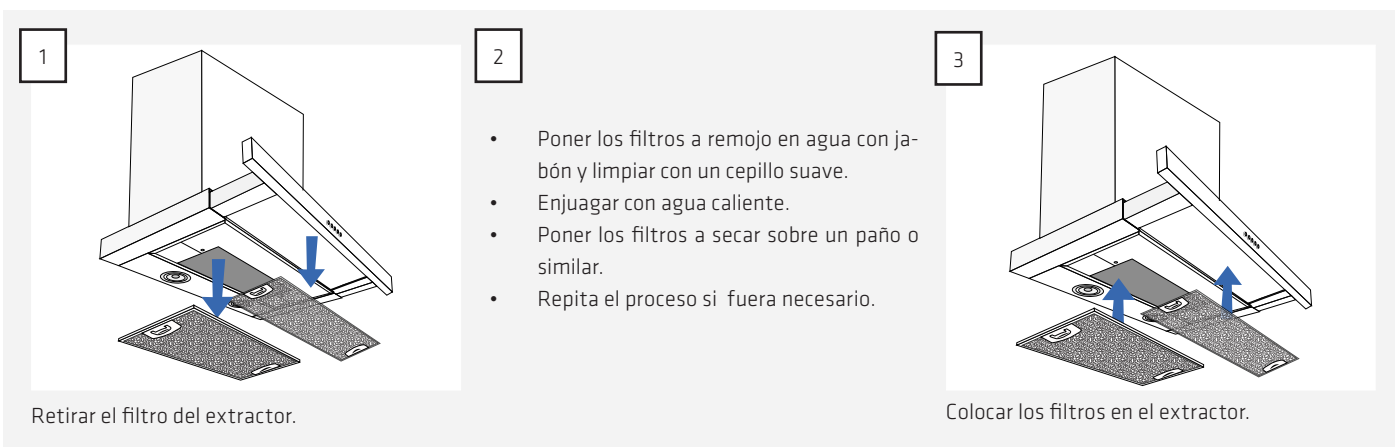 1
Retirar el filtro del extractor.
2
• Poner los filtros a remojo en agua con ja-
bón y limpiar con un cepillo suave.
• Enjuagar con agua caliente.
• Poner los filtros a secar sobre un paño o
similar.
• Repita el proceso si  fuera necesario.
3
Colocar los filtros en el extractor.